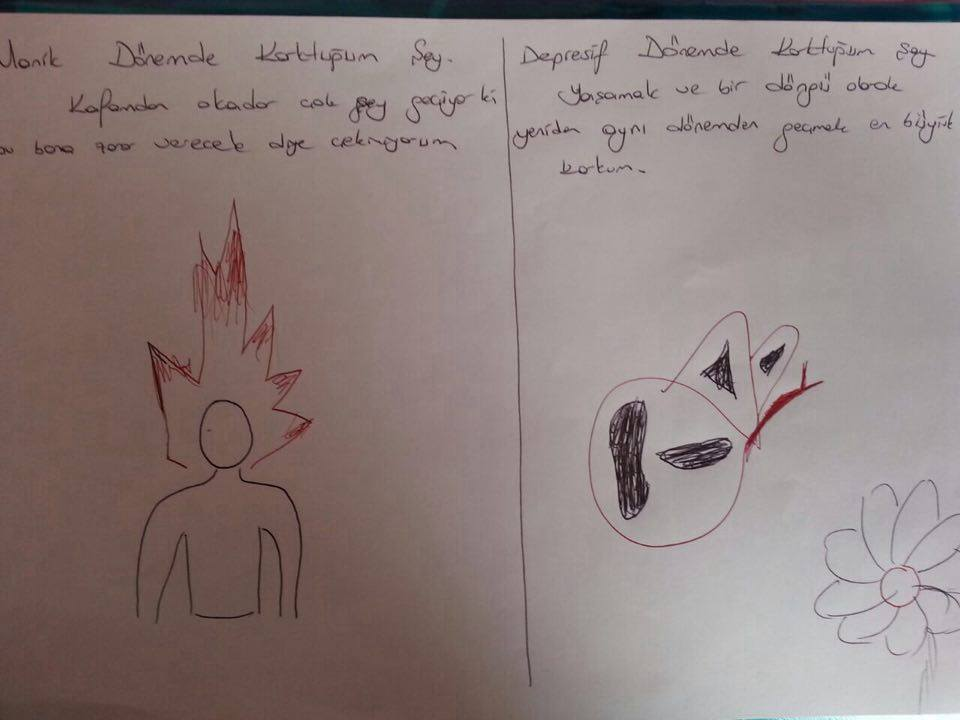 Manik Dönemde Korktuğum Şey.
Kafamdan okadar çok şey geçiyor ki
bu bana zarar verecek diye çekiniyorum
Depresif Dönemde Korktuğum Şey
Yaşamak ve bir döngü olarak
yeniden aynı dönemden geçmek en büyük
korkum.